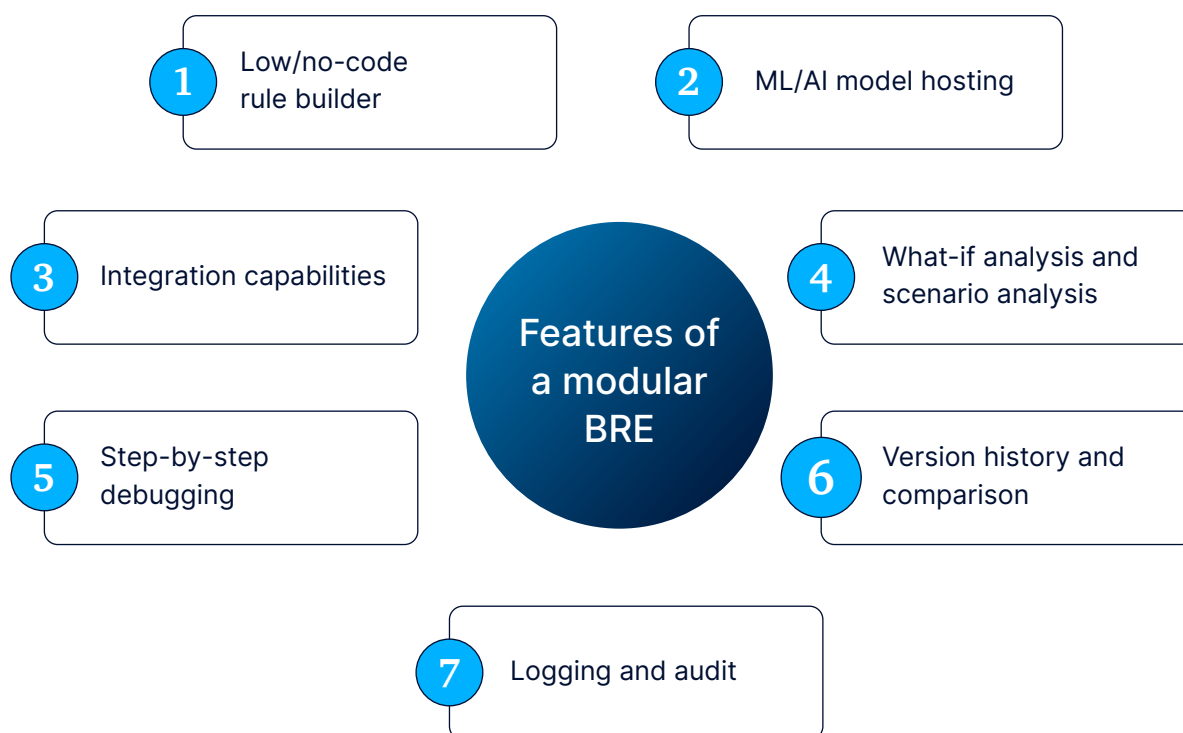 1
Low/no-code
rule builder
2
ML/AI model hosting
3
Integration capabilities
4
What-if analysis and
scenario analysis
Features of
a modular
BRE
5
Step-by-step
debugging
6
Version history and
comparison
7
Logging and audit